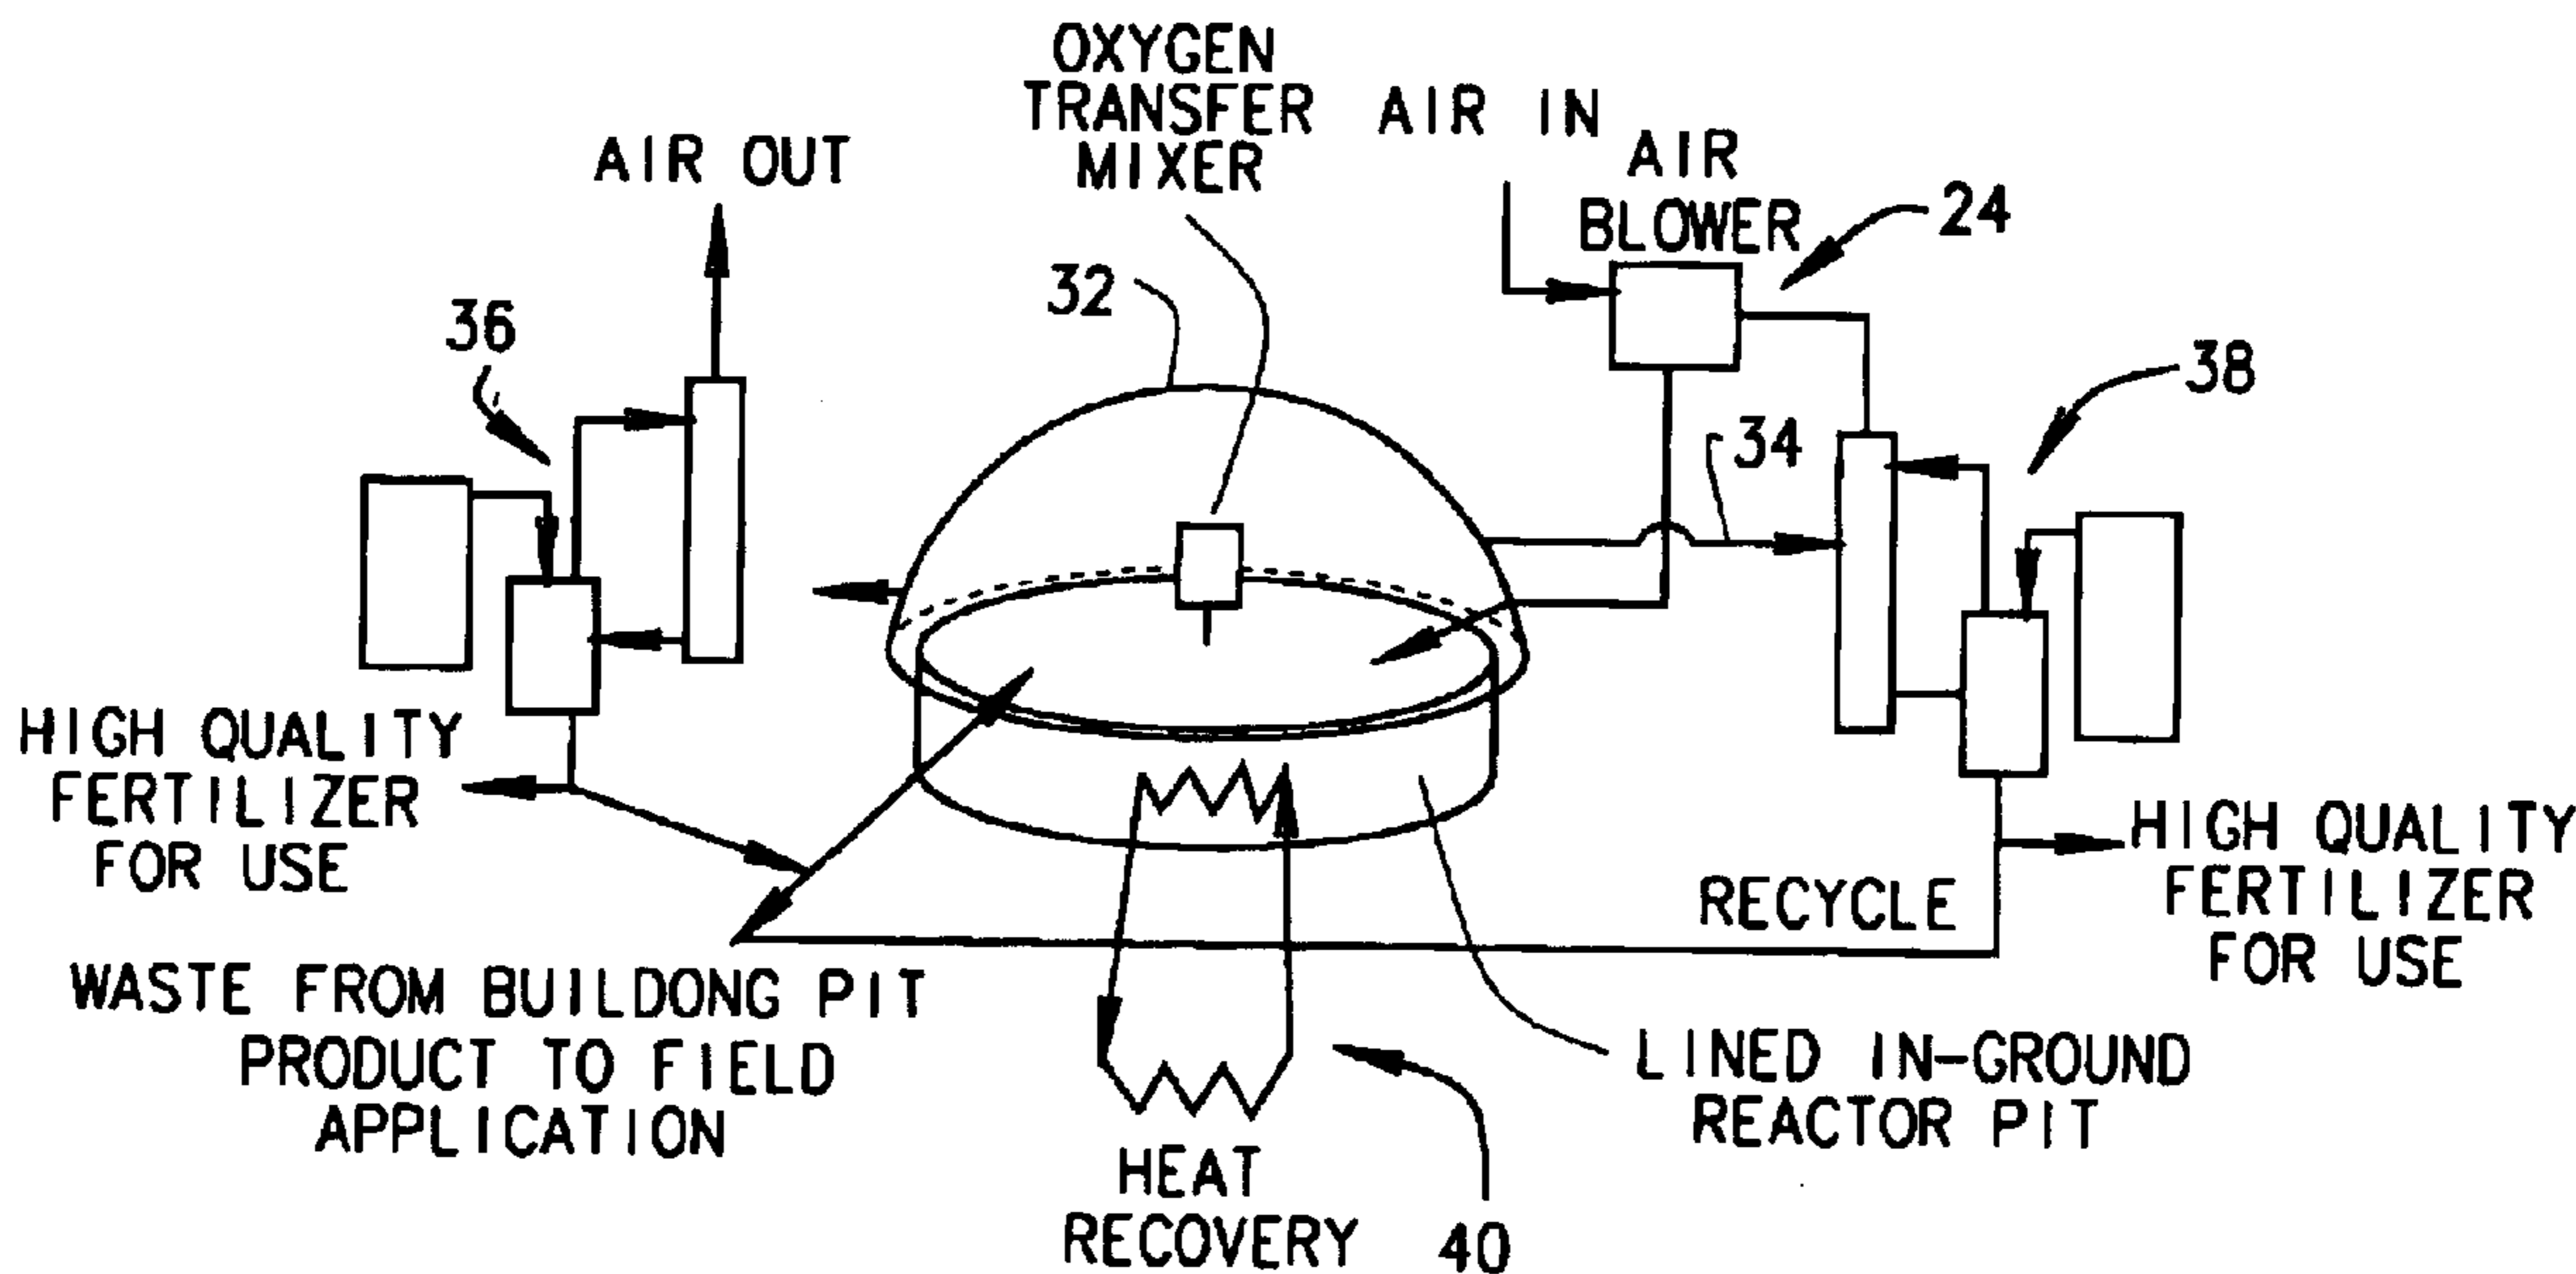 OXYGEN
TRANSFER
MIXER
AIR IN
AIR
BLOWER
24
AIR OUT
32
36
38
34
HIGH QUALITY
FERTILIZER
FOR USE
HIGH QUALITY
FERTILIZER
FOR USE
RECYCLE
WASTE FROM BUILDONG PIT
PRODUCT TO FIELD
APPLICATION
LINED IN-GROUND
REACTOR PIT
HEAT
RECOVERY
40